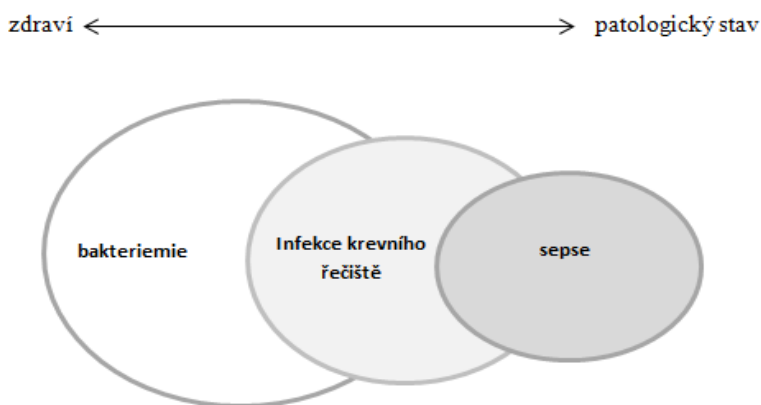 zdraví
patologický stav
bakteriemie
Infekce krevního
řečiště
sepse